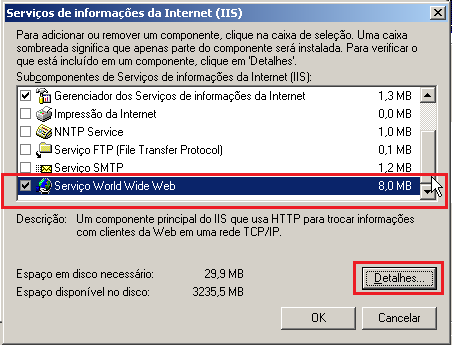 Serviços de informações da Internet (IIS)
Para adicionar ou remover um componente, clique na caixa de seleção. Uma caixa
sombreada significa que apenas parte do componente será instalada. Para verificar o
que está incluído em um componente, clique em 'Detalhes'.
Subcomponentes de Serviços de informações da Internet (IIS):
Gerenciador dos Serviços de informações da Internet 1,3 MB
Impressão da Internet 0,0 MB
NNTP Service 1,0 MB
Serviço FTP (File Transfer Protocol) 0,1 MB
Serviço SMTP 1,2 MB
Serviço World Wide Web 8,0 MB
Descrição: Um componente principal do IIS que usa HTTP para trocar informações
com clientes da Web em uma rede TCP/IP.
Espaço em disco necessário: 29,9 MB
Espaço disponível no disco: 3235,5 MB
Detalhes...
OK Cancelar